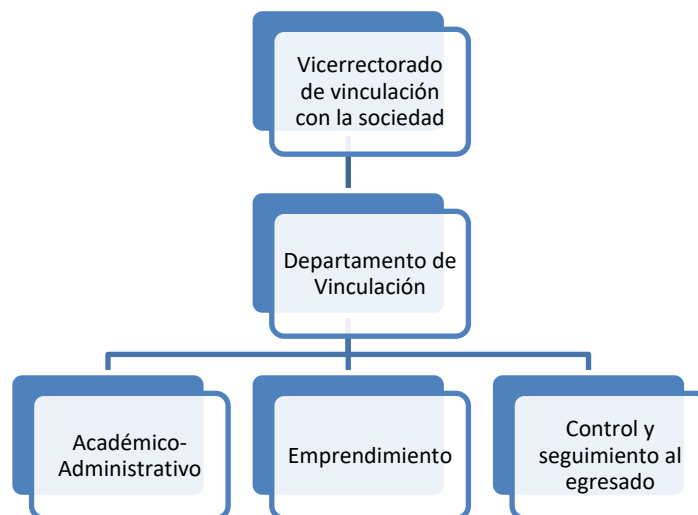 Vicerrectorado
de vinculación
con la sociedad
Departamento de
Vinculación
Académico-
Administrativo
Emprendimiento
Control y
seguimiento al
egresado